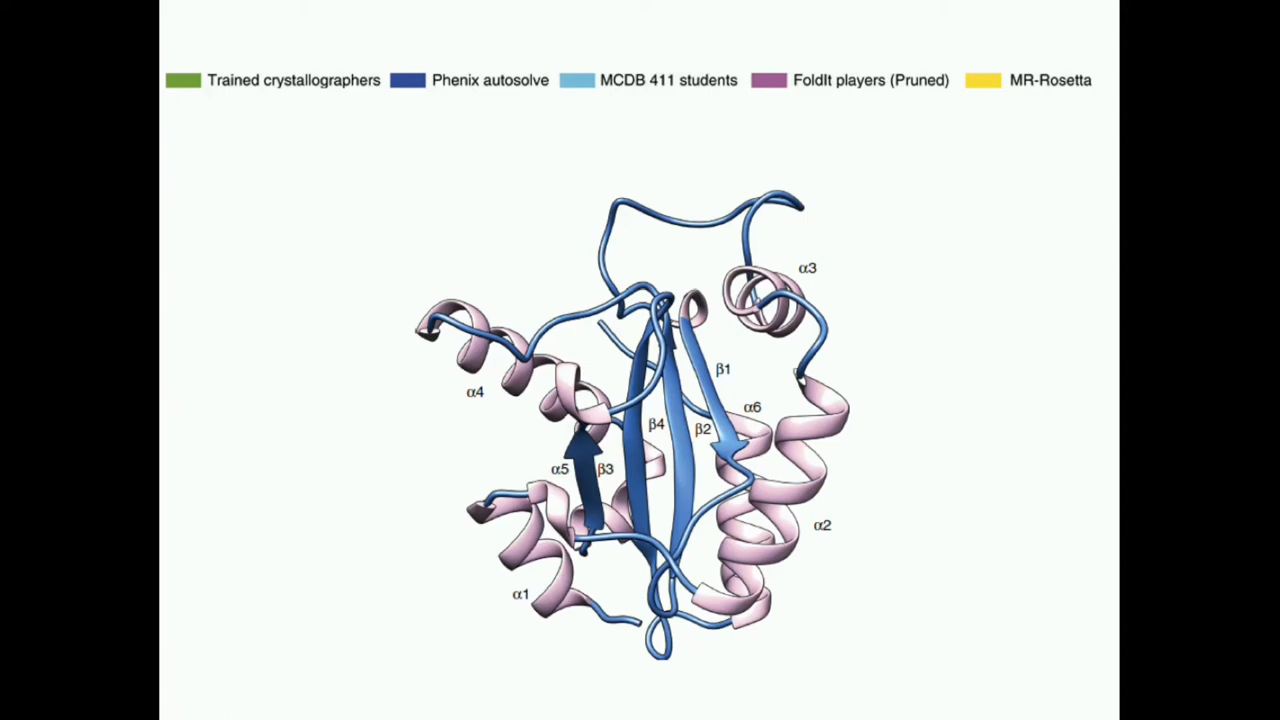 Trained crystallographers Phenix autosolve MCDB 411 students FoldIt players (Pruned) MR-Rosetta
α3
β1
α4
α6
β4
β2
α5
β3
α2
α1